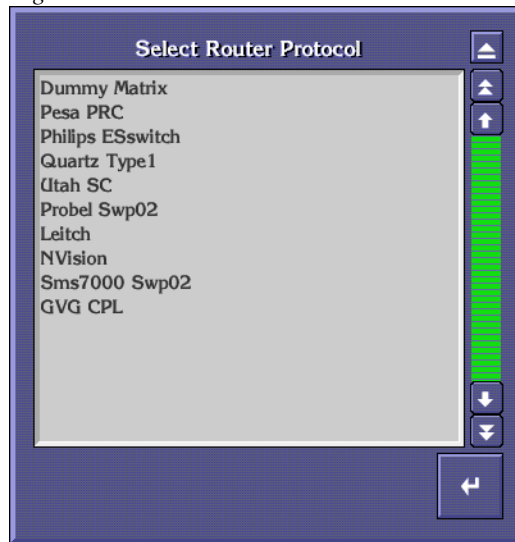 Select Router Protocol
Dummy Matrix
Pesa PRC
Philips ESswitch
Quartz Type1
Utah SC
Probel Swp02
Leitch
NVision
Sms7000 Swp02
GVG CPL